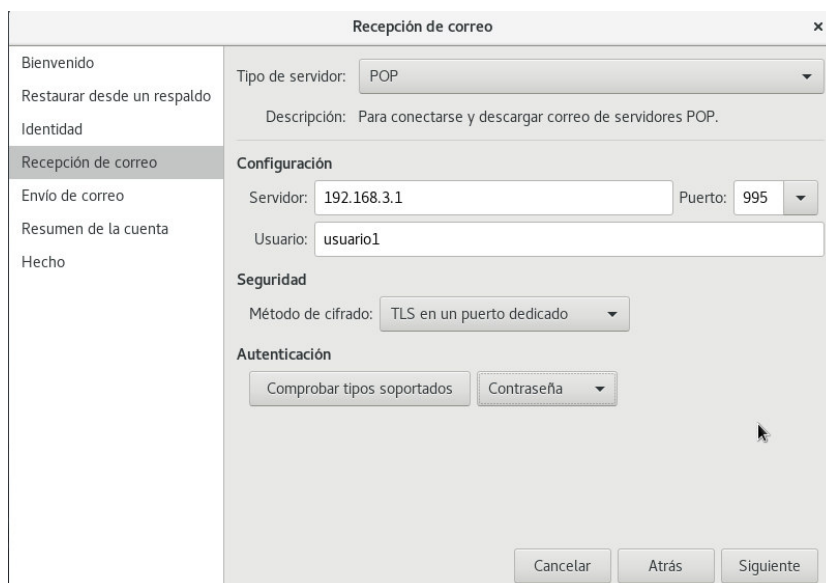 Recepción de correo ×
Bienvenido
Restaurar desde un respaldo
Identidad
Recepción de correo
Envío de correo
Resumen de la cuenta
Hecho
Tipo de servidor: POP
Descripción: Para conectarse y descargar correo de servidores POP.
Configuración
Servidor: 192.168.3.1 Puerto: 995
Usuario: usuario1
Seguridad
Método de cifrado: TLS en un puerto dedicado
Autenticación
Comprobar tipos soportados Contraseña
Cancelar Atrás Siguiente